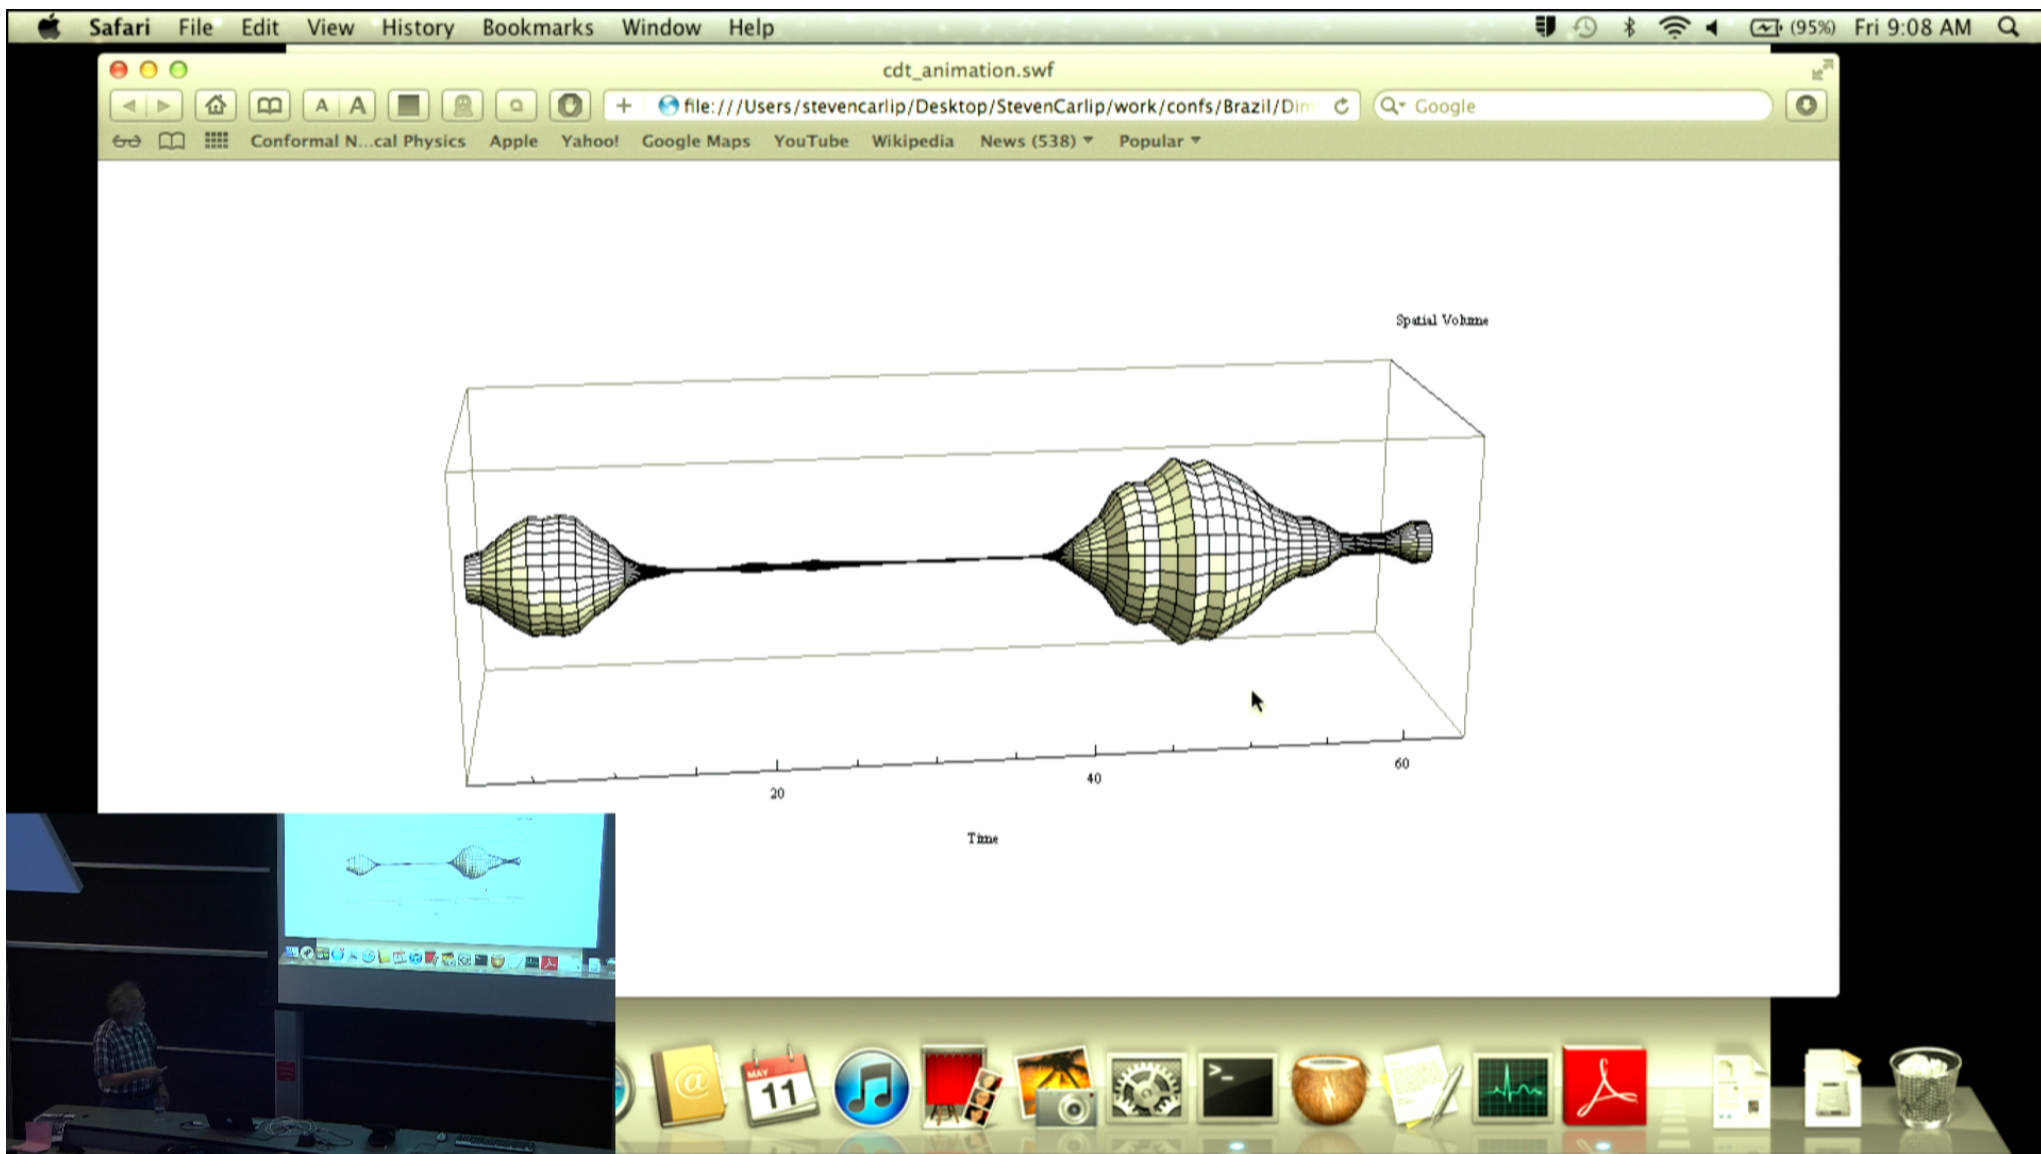 Safari File Edit View History Bookmarks Window Help (95%) Fri 9:08 AM
cdt_animation.swf
A A + file:///Users/stevencarlip/Desktop/StevenCarlip/work/confs/Brazil/Dim Google
Conformal N...cal Physics Apple Yahoo! Google Maps YouTube Wikipedia News (538) Popular
Spatial Volume
20
40
60
Time
MAY
11